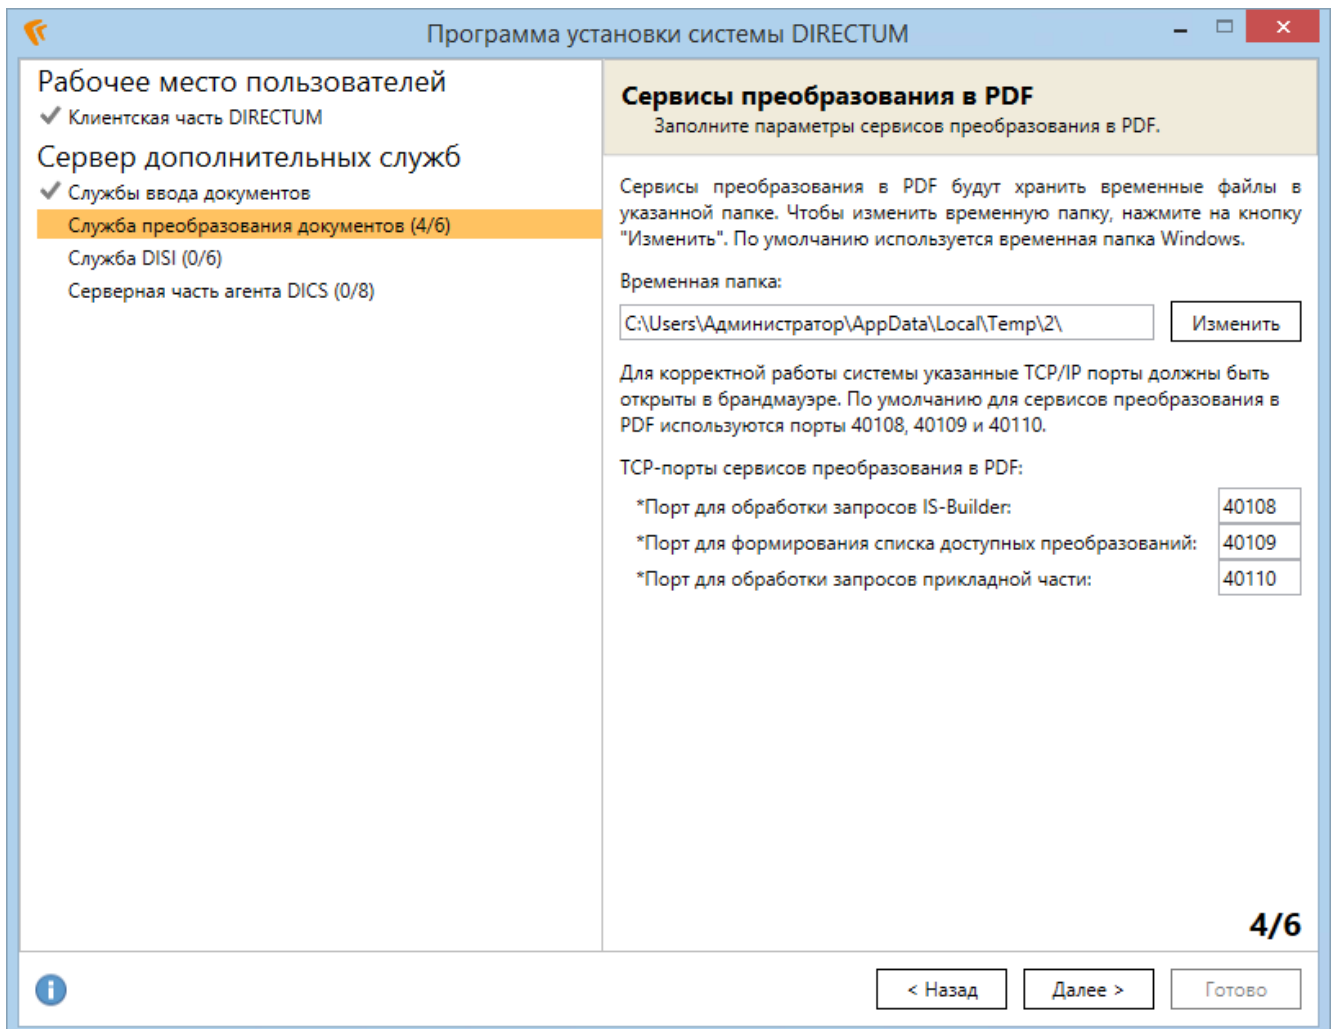 Программа установки системы DIRECTUM
Рабочее место пользователей
Клиентская часть DIRECTUM
Сервер дополнительных служб
Службы ввода документов
Служба преобразования документов (4/6)
Служба DISI (0/6)
Серверная часть агента DICS (0/8)
Сервисы преобразования в PDF
Заполните параметры сервисов преобразования в PDF.
Сервисы преобразования в PDF будут хранить временные файлы в
указанной папке. Чтобы изменить временную папку, нажмите на кнопку
"Изменить". По умолчанию используется временная папка Windows.
Временная папка:
C:\Users\Администратор\AppData\Local\Temp\2\ Изменить
Для корректной работы системы указанные TCP/IP порты должны быть
открыты в брандмауэре. По умолчанию для сервисов преобразования в
PDF используются порты 40108, 40109 и 40110.
TCP-порты сервисов преобразования в PDF:
*Порт для обработки запросов IS-Builder: 40108
*Порт для формирования списка доступных преобразований: 40109
*Порт для обработки запросов прикладной части: 40110
4/6
< Назад Далее > Готово